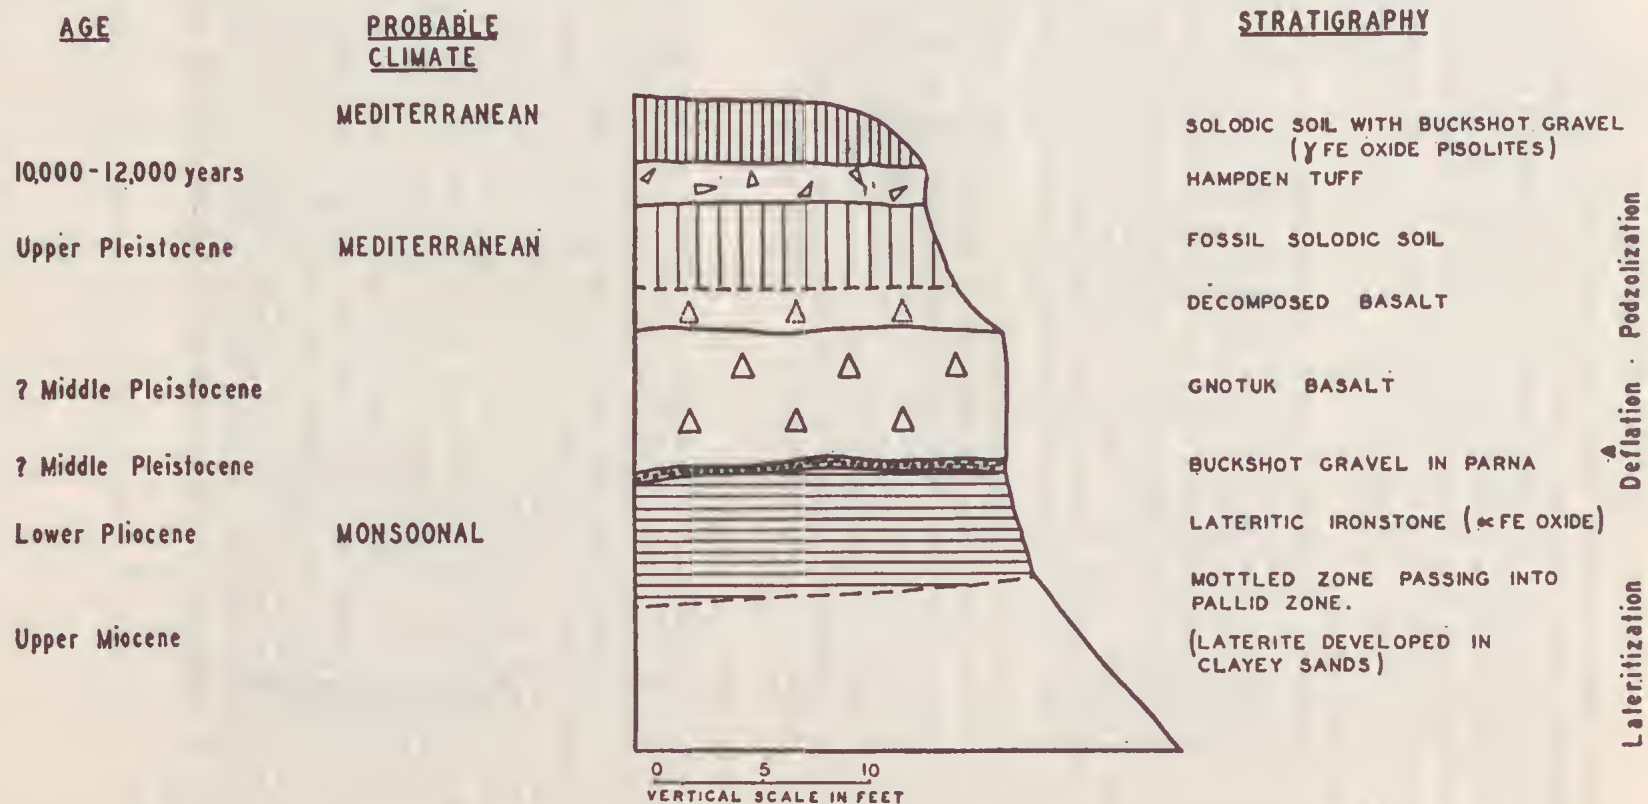 AGE
PROBABLE
CLIMATE
STRATIGRAPHY
MEDITERRANEAN
SOLODIC SOIL WITH BUCKSHOT GRAVEL
(γ FE OXIDE PISOLITES)
10,000 - 12,000 years
HAMPDEN TUFF
Upper Pleistocene
MEDITERRANEAN
FOSSIL SOLODIC SOIL
DECOMPOSED BASALT
? Middle Pleistocene
GNOTUK BASALT
? Middle Pleistocene
BUCKSHOT GRAVEL IN PARNA
Lower Pliocene
MONSOONAL
LATERITIC IRONSTONE (∝ FE OXIDE)
MOTTLED ZONE PASSING INTO
PALLID ZONE.
Upper Miocene
(LATERITE DEVELOPED IN
CLAYEY SANDS)
Lateritization
Deflation · Podzolization
0 5 10
VERTICAL SCALE IN FEET